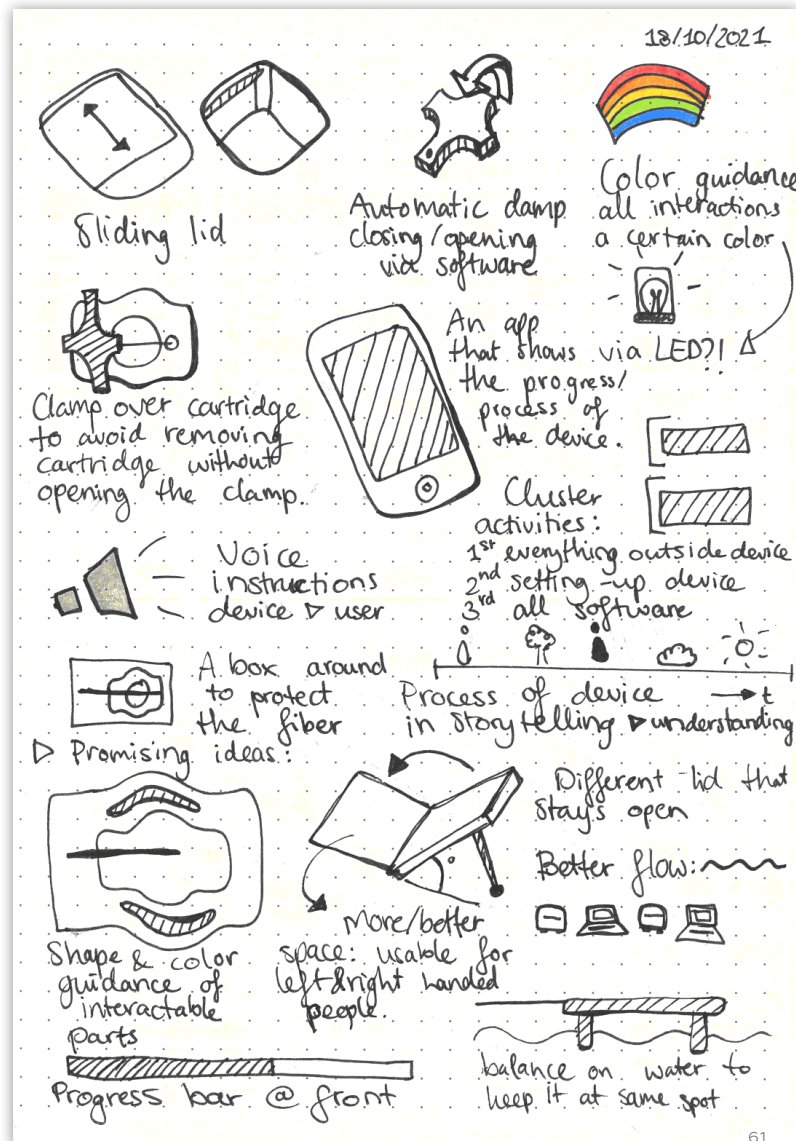 18/10/2021
Sliding lid
Automatic damp
closing/opening
via software
Color guidance
all interactions
a certain color
via LED?!
Clamp over cartridge
to avoid removing
cartridge without
opening the clamp.
An app
that shows
the progress/
process of
the device.
Cluster
activities:
1st everything outside device
2nd setting-up device
3rd all software
Voice
instructions
device ▷ user
A box around
to protect
the fiber
Process of device → t
in storytelling ▷ understanding
▷ Promising ideas:
Shape & color
guidance of
interactable
parts
More/better
space: usable for
left&right handed
people.
Different lid that
stays open
Better flow:
Progress bar @ front
balance on water to
keep it at same spot
61